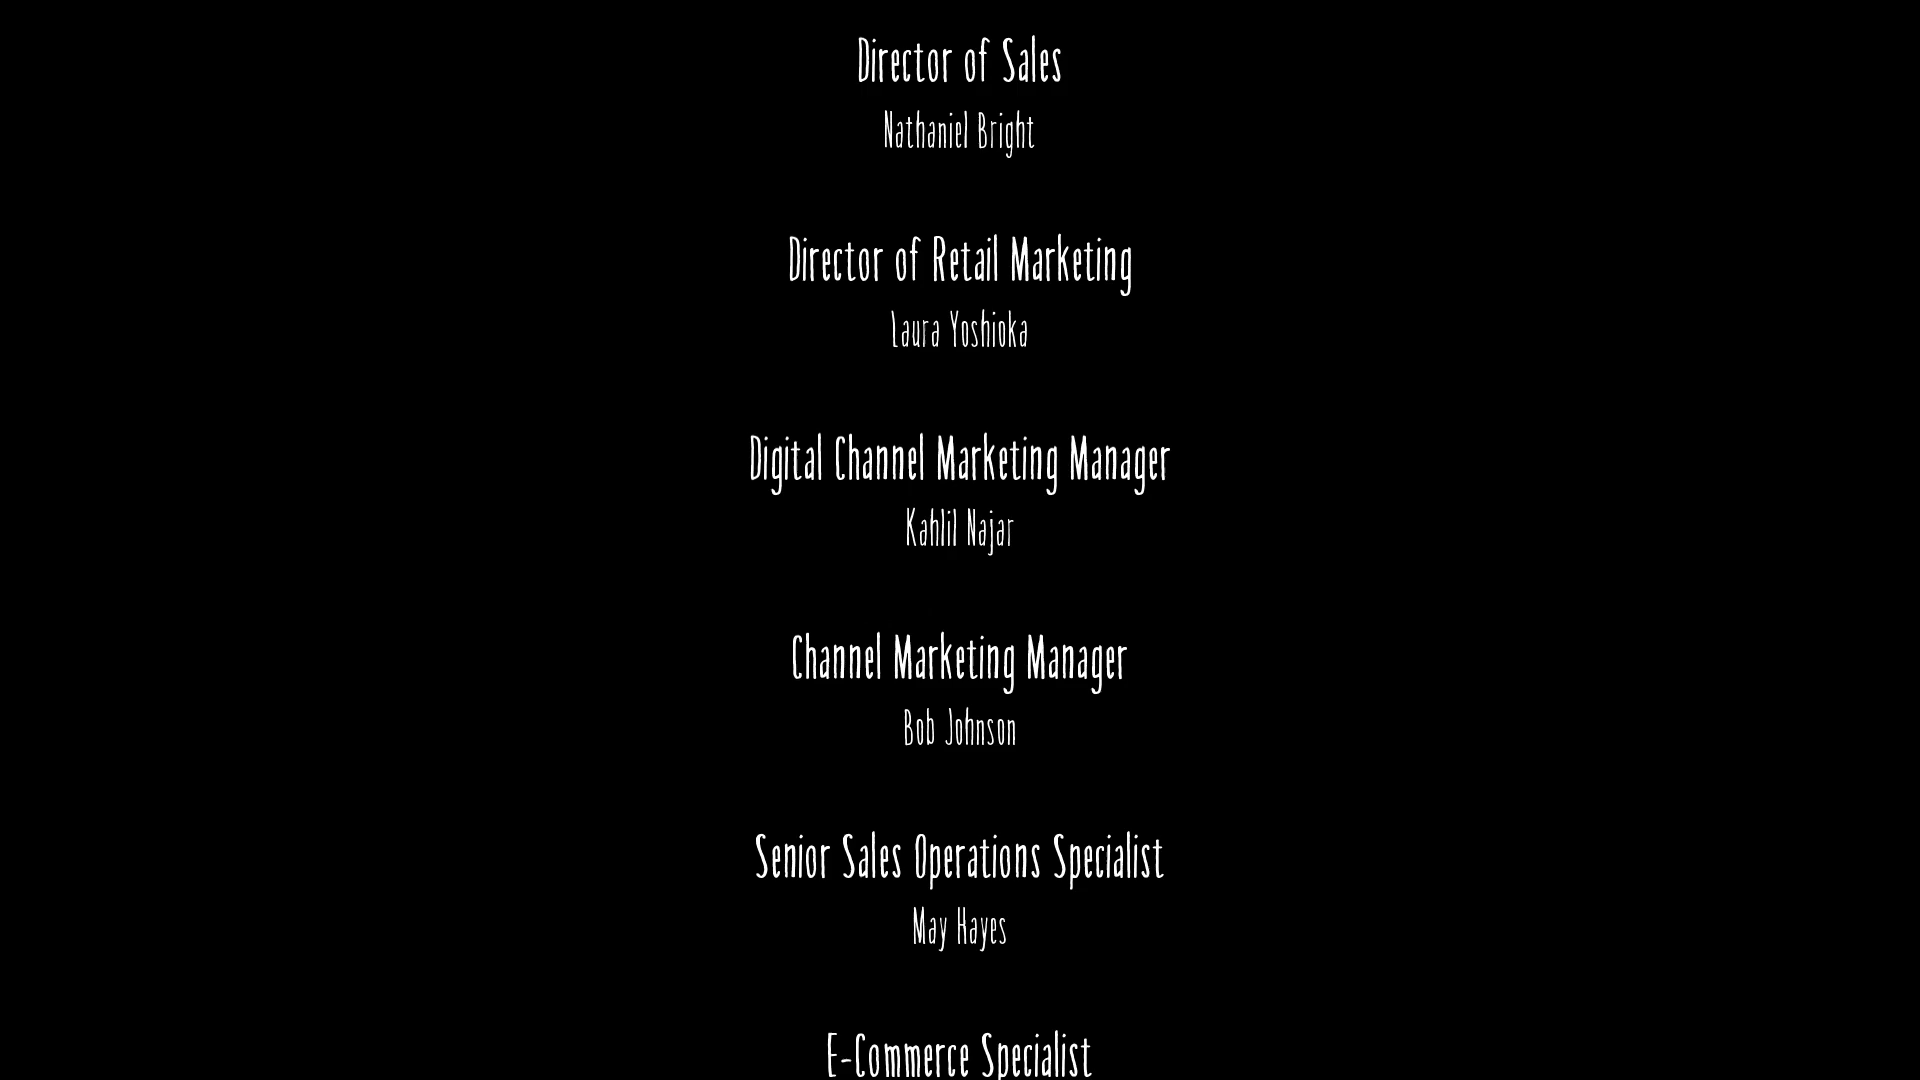 Director of Sales
Nathaniel Bright
Director of Retail Marketing
Laura Yoshioka
Digital Channel Marketing Manager
Kahlil Najar
Channel Marketing Manager
Bob Johnson
Senior Sales Operations Specialist
May Hayes
E-Commerce Specialist